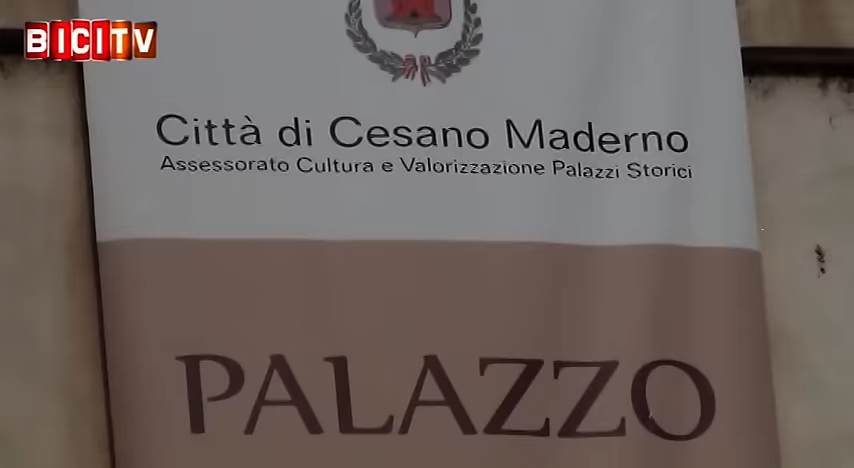 BICITV
Città di Cesano Maderno
Assessorato Cultura e Valorizzazione Palazzi Storici
PALAZZO